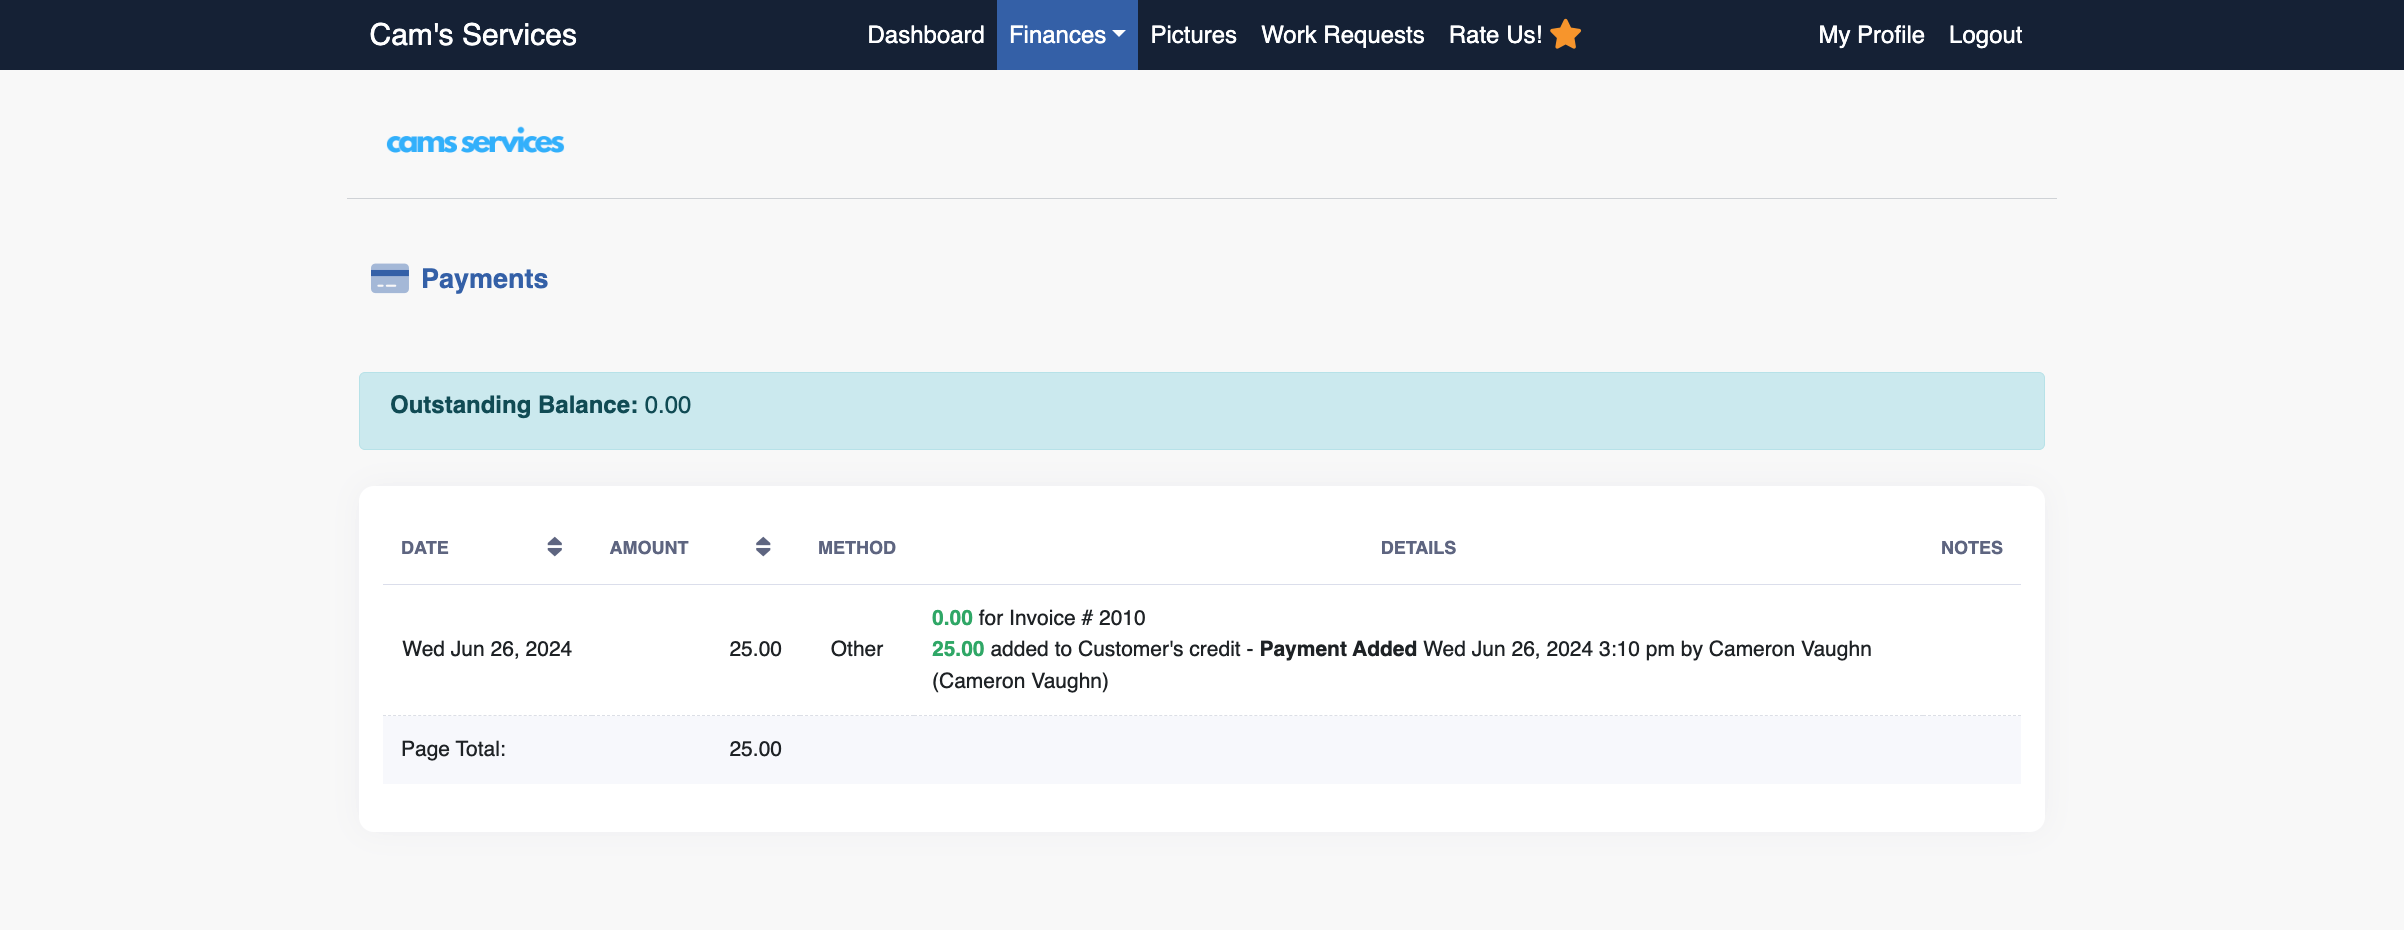 Cam's Services Dashboard Finances Pictures Work Requests Rate Us! My Profile Logout
cams services
Payments
Outstanding Balance: 0.00
DATE AMOUNT METHOD DETAILS NOTES
0.00 for Invoice # 2010
Wed Jun 26, 2024 25.00 Other 25.00 added to Customer's credit - Payment Added Wed Jun 26, 2024 3:10 pm by Cameron Vaughn
(Cameron Vaughn)
Page Total: 25.00